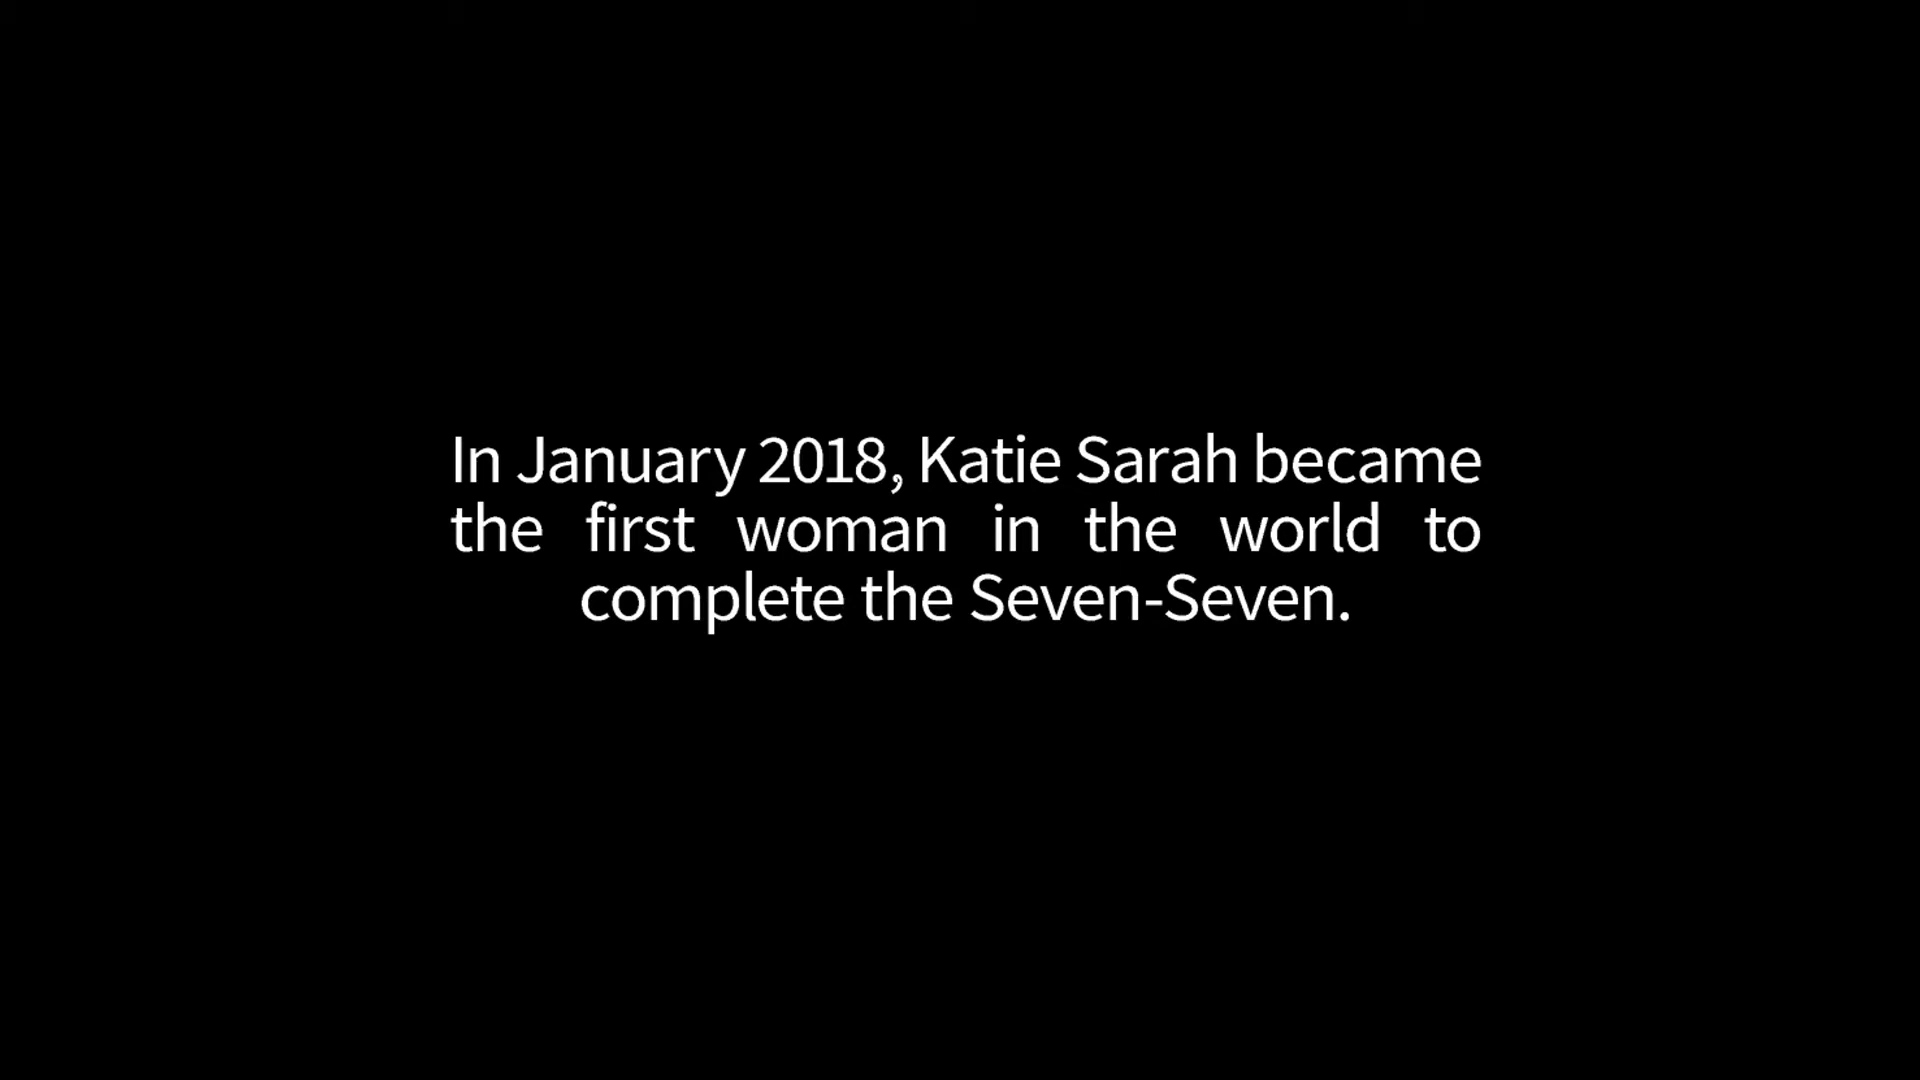 In January 2018, Katie Sarah became
the first woman in the world to
complete the Seven-Seven.